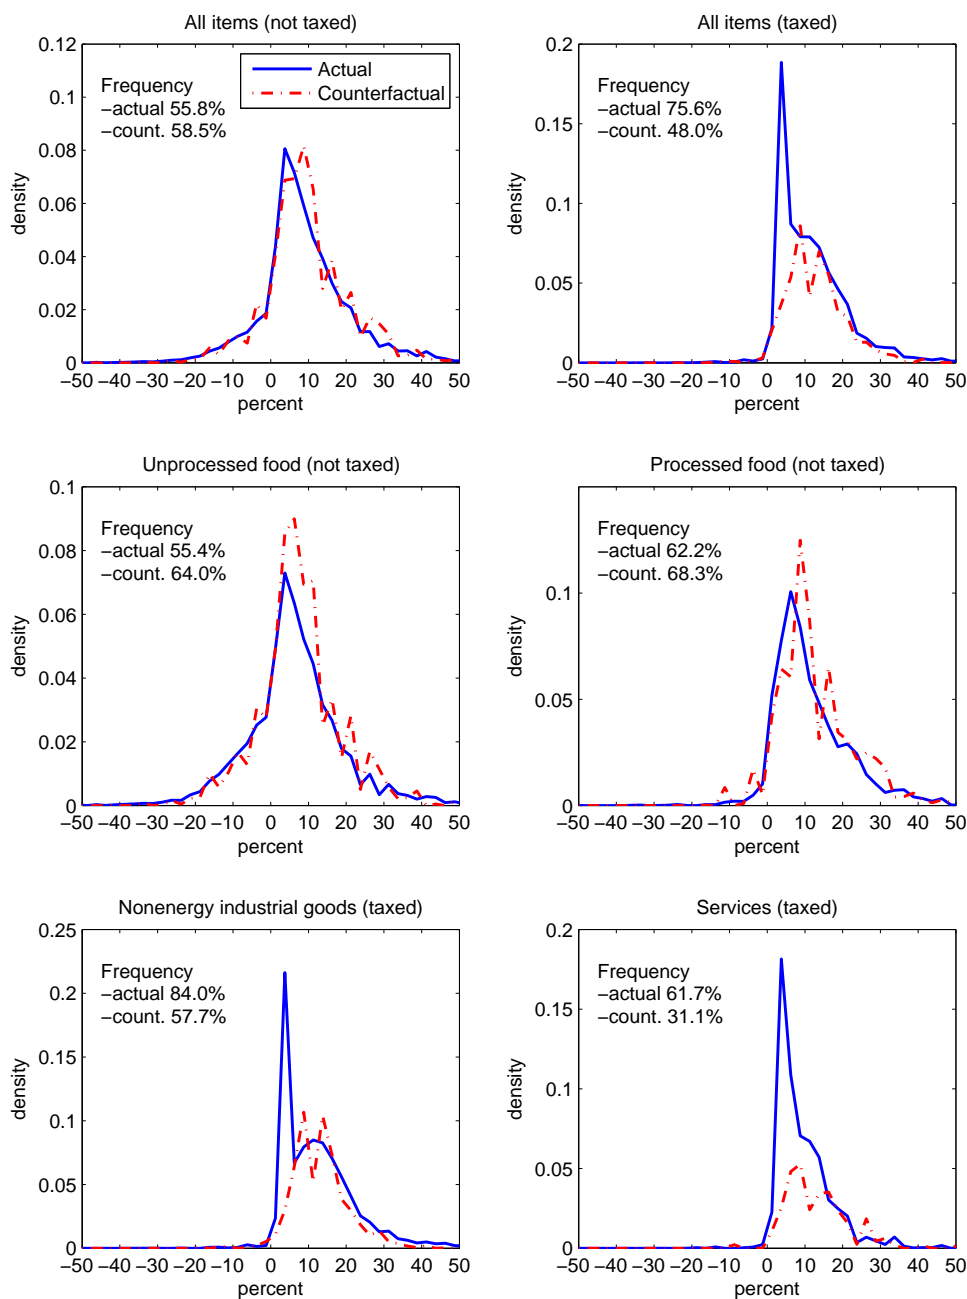 All items (not taxed)
0.12
0.1
0.08
0.06
0.04
0.02
0
density
Frequency
−actual 55.8%
−count. 58.5%
Actual
Counterfactual
−50 −40 −30 −20 −10 0 10 20 30 40 50
percent
All items (taxed)
0.2
0.15
0.1
0.05
0
density
Frequency
−actual 75.6%
−count. 48.0%
−50 −40 −30 −20 −10 0 10 20 30 40 50
percent
Unprocessed food (not taxed)
0.1
0.08
0.06
0.04
0.02
0
density
Frequency
−actual 55.4%
−count. 64.0%
−50 −40 −30 −20 −10 0 10 20 30 40 50
percent
Processed food (not taxed)
0.1
0.05
0
density
Frequency
−actual 62.2%
−count. 68.3%
−50 −40 −30 −20 −10 0 10 20 30 40 50
percent
Nonenergy industrial goods (taxed)
0.25
0.2
0.15
0.1
0.05
0
density
Frequency
−actual 84.0%
−count. 57.7%
−50 −40 −30 −20 −10 0 10 20 30 40 50
percent
Services (taxed)
0.2
0.15
0.1
0.05
0
density
Frequency
−actual 61.7%
−count. 31.1%
−50 −40 −30 −20 −10 0 10 20 30 40 50
percent